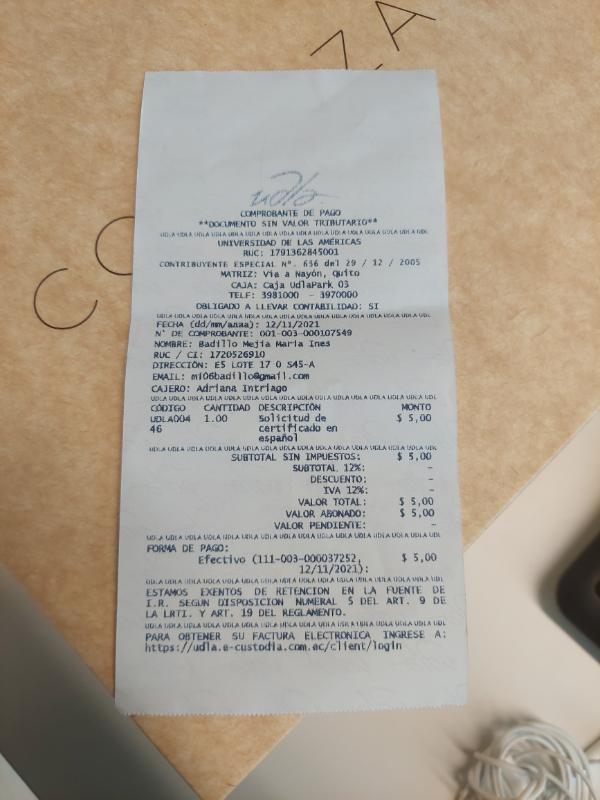 ZA
CO
udla
COMPROBANTE DE PAGO
**DOCUMENTO SIN VALOR TRIBUTARIO**
UNIVERSIDAD DE LAS AMÉRICAS
RUC: 1791362845001
CONTRIBUYENTE ESPECIAL Nº. 636 del 29 / 12 / 2005
MATRIZ: Via a Nayón, quito
CAJA: Caja UdlaPark 03
TELF: 3981000 - 3970000
OBLIGADO A LLEVAR CONTABILIDAD: SI
FECHA (dd/mm/aaaa): 12/11/2021
N° DE COMPROBANTE: 001-003-000107549
NOMBRE: Badillo Mejia Maria Ines
RUC / CI: 1720526910
DIRECCIÓN: E5 LOTE 17 O S45-A
EMAIL: mi06badillo@gmail.com
CAJERO: Adriana Intriago
CÓDIGO CANTIDAD DESCRIPCIÓN MONTO
UDLA004 1.00 Solicitud de $ 5,00
46 certificado en
español
SUBTOTAL SIN IMPUESTOS: $ 5,00
SUBTOTAL 12%: -
DESCUENTO: -
IVA 12%: -
VALOR TOTAL: $ 5,00
VALOR ABONADO: $ 5,00
VALOR PENDIENTE: -
FORMA DE PAGO:
Efectivo (111-003-000037252, $ 5,00
12/11/2021):
ESTAMOS EXENTOS DE RETENCION EN LA FUENTE DE
I.R. SEGUN DISPOSICION NUMERAL 5 DEL ART. 9 DE
LA LRTI. Y ART. 19 DEL REGLAMENTO.
PARA OBTENER SU FACTURA ELECTRONICA INGRESE A:
https://udla.e-custodia.com.ec/client/login